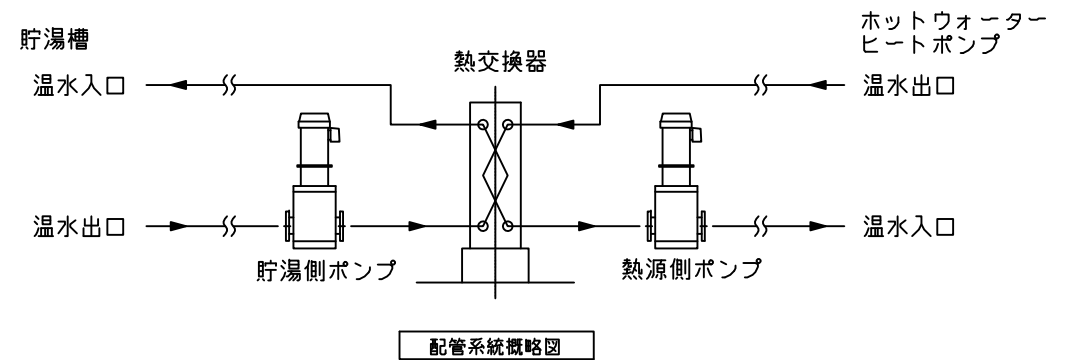 貯湯槽
ホットウォーター
ヒートポンプ
熱交換器
温水入口
温水出口
温水出口
温水入口
貯湯側ポンプ
熱源側ポンプ
配管系統概略図